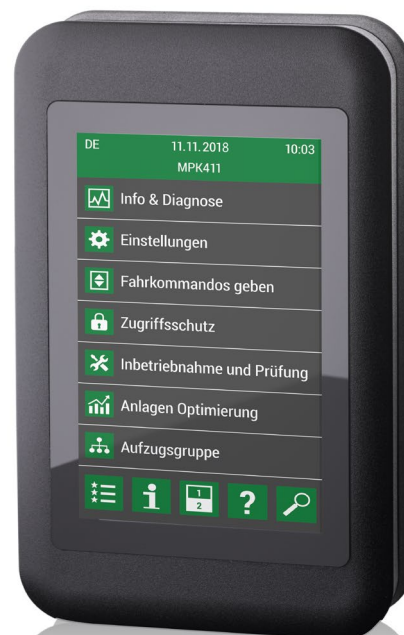 DE 11.11.2018 10:03
MPK411
Info & Diagnose
Einstellungen
Fahrkommandos geben
Zugriffsschutz
Inbetriebnahme und Prüfung
Anlagen Optimierung
Aufzugsgruppe
i 1 ?
2